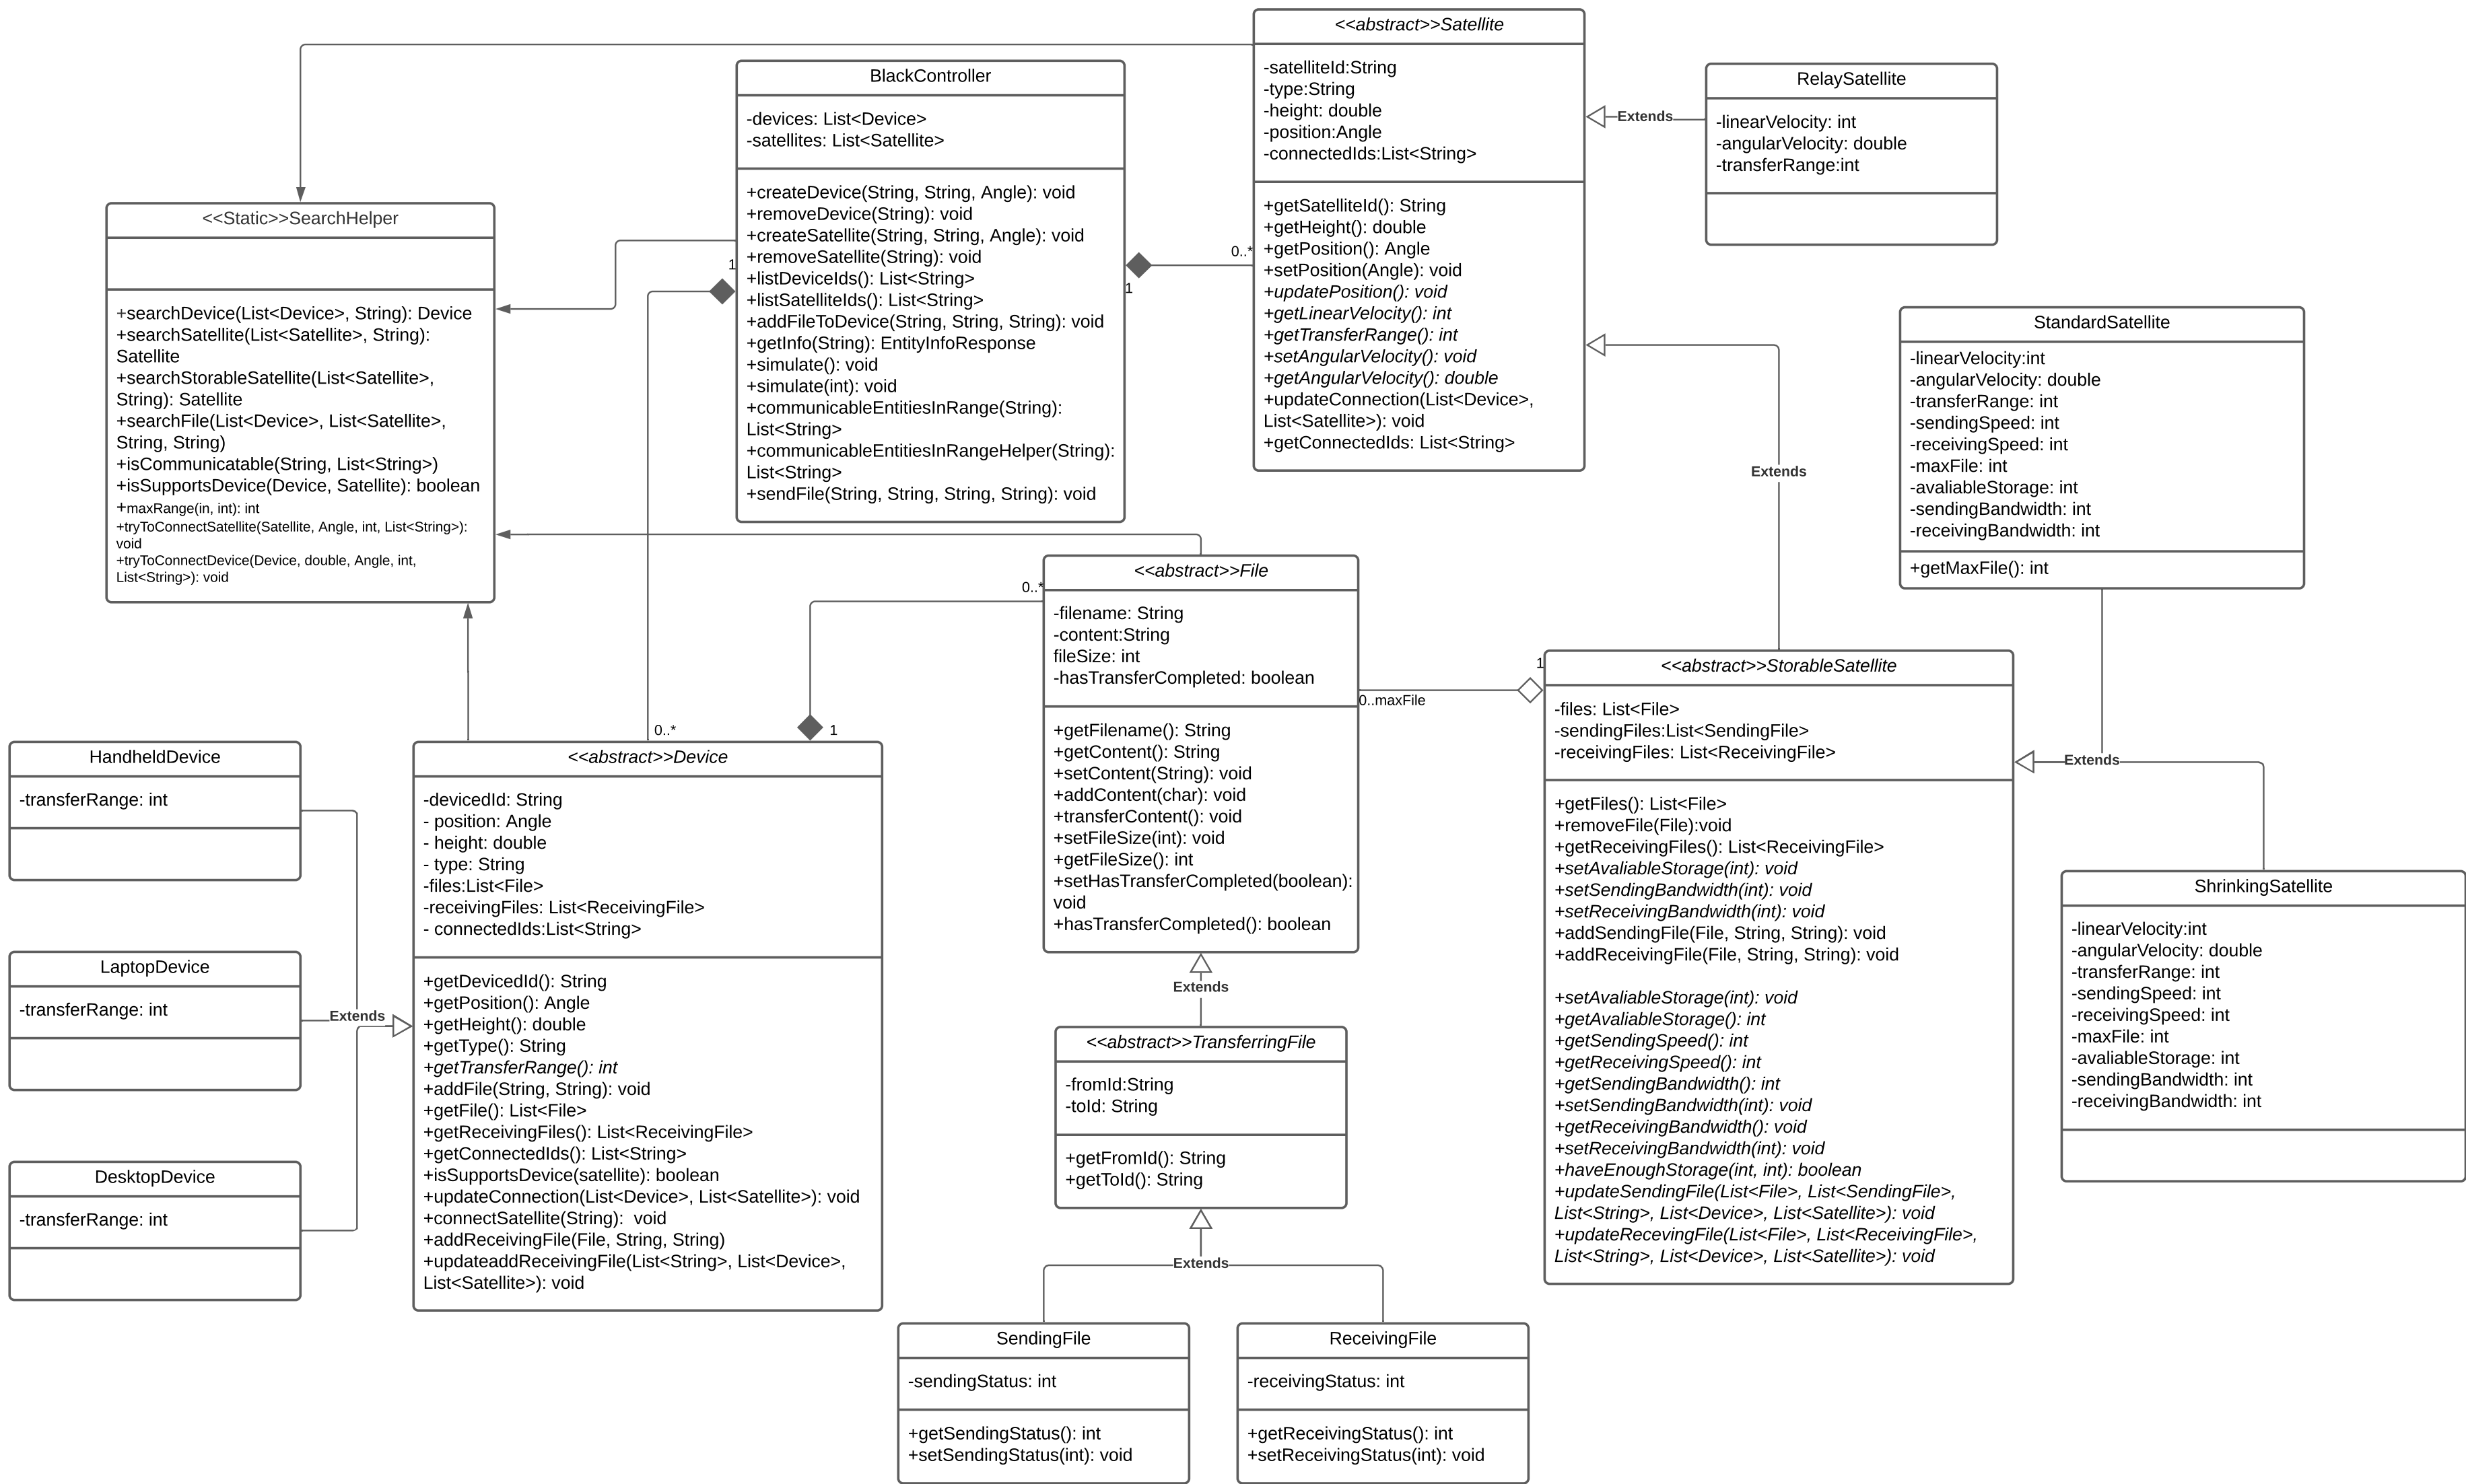 <<abstract>>Satellite
-satelliteId:String
-type:String
-height: double
-position:Angle
-connectedIds:List<String>
+getSatelliteId(): String
+getHeight(): double
+getPosition(): Angle
+setPosition(Angle): void
+updatePosition(): void
+getLinearVelocity(): int
+getTransferRange(): int
+setAngularVelocity(): void
+getAngularVelocity(): double
+updateConnection(List<Device>,
List<Satellite>): void
+getConnectedIds: List<String>
BlackController
-devices: List<Device>
-satellites: List<Satellite>
+createDevice(String, String, Angle): void
+removeDevice(String): void
+createSatellite(String, String, Angle): void
+removeSatellite(String): void
+listDeviceIds(): List<String>
+listSatelliteIds(): List<String>
+addFileToDevice(String, String, String): void
+getInfo(String): EntityInfoResponse
+simulate(): void
+simulate(int): void
+communicableEntitiesInRange(String):
List<String>
+communicableEntitiesInRangeHelper(String):
List<String>
+sendFile(String, String, String, String): void
1
1
0..*
Extends
RelaySatellite
-linearVelocity: int
-angularVelocity: double
-transferRange:int
<<Static>>SearchHelper
+searchDevice(List<Device>, String): Device
+searchSatellite(List<Satellite>, String):
Satellite
+searchStorableSatellite(List<Satellite>,
String): Satellite
+searchFile(List<Device>, List<Satellite>,
String, String)
+isCommunicatable(String, List<String>)
+isSupportsDevice(Device, Satellite): boolean
+maxRange(in, int): int
+tryToConnectSatellite(Satellite, Angle, int, List<String>):
void
+tryToConnectDevice(Device, double, Angle, int,
List<String>): void
StandardSatellite
-linearVelocity:int
-angularVelocity: double
-transferRange: int
-sendingSpeed: int
-receivingSpeed: int
-maxFile: int
-avaliableStorage: int
-sendingBandwidth: int
-receivingBandwidth: int
+getMaxFile(): int
Extends
0..*
<<abstract>>File
-filename: String
-content:String
fileSize: int
-hasTransferCompleted: boolean
+getFilename(): String
+getContent(): String
+setContent(String): void
+addContent(char): void
+transferContent(): void
+setFileSize(int): void
+getFileSize(): int
+setHasTransferCompleted(boolean):
void
+hasTransferCompleted(): boolean
0..maxFile
1
<<abstract>>StorableSatellite
-files: List<File>
-sendingFiles:List<SendingFile>
-receivingFiles: List<ReceivingFile>
+getFiles(): List<File>
+removeFile(File):void
+getReceivingFiles(): List<ReceivingFile>
+setAvaliableStorage(int): void
+setSendingBandwidth(int): void
+setReceivingBandwidth(int): void
+addSendingFile(File, String, String): void
+addReceivingFile(File, String, String): void
+setAvaliableStorage(int): void
+getAvaliableStorage(): int
+getSendingSpeed(): int
+getReceivingSpeed(): int
+getSendingBandwidth(): int
+setSendingBandwidth(int): void
+getReceivingBandwidth(): void
+setReceivingBandwidth(int): void
+haveEnoughStorage(int, int): boolean
+updateSendingFile(List<File>, List<SendingFile>,
List<String>, List<Device>, List<Satellite>): void
+updateRecevingFile(List<File>, List<ReceivingFile>,
List<String>, List<Device>, List<Satellite>): void
Extends
ShrinkingSatellite
-linearVelocity:int
-angularVelocity: double
-transferRange: int
-sendingSpeed: int
-receivingSpeed: int
-maxFile: int
-avaliableStorage: int
-sendingBandwidth: int
-receivingBandwidth: int
HandheldDevice
-transferRange: int
LaptopDevice
-transferRange: int
DesktopDevice
-transferRange: int
Extends
0..*
1
<<abstract>>Device
-devicedId: String
- position: Angle
- height: double
- type: String
-files:List<File>
-receivingFiles: List<ReceivingFile>
- connectedIds:List<String>
+getDevicedId(): String
+getPosition(): Angle
+getHeight(): double
+getType(): String
+getTransferRange(): int
+addFile(String, String): void
+getFile(): List<File>
+getReceivingFiles(): List<ReceivingFile>
+getConnectedIds(): List<String>
+isSupportsDevice(satellite): boolean
+updateConnection(List<Device>, List<Satellite>): void
+connectSatellite(String):  void
+addReceivingFile(File, String, String)
+updateaddReceivingFile(List<String>, List<Device>,
List<Satellite>): void
Extends
<<abstract>>TransferringFile
-fromId:String
-toId: String
+getFromId(): String
+getToId(): String
Extends
SendingFile
-sendingStatus: int
+getSendingStatus(): int
+setSendingStatus(int): void
ReceivingFile
-receivingStatus: int
+getReceivingStatus(): int
+setReceivingStatus(int): void